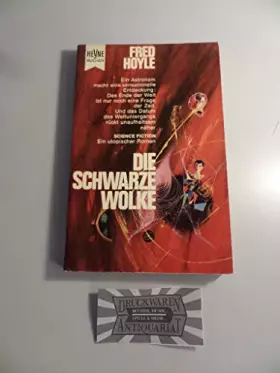 HEYNE
BÜCHER
FRED
HOYLE
Ein Astronom
macht eine sensationelle
Entdeckung:
Das Ende der Welt
ist nur noch eine Frage
der Zeit.
Und das Datum
des Weltuntergangs
rückt unaufhaltsam
näher
SCIENCE FICTION
Ein utopischer Roman
DIE
SCHWARZE
WOLKE
DRUCKWAREN
ANTIQUARIAT